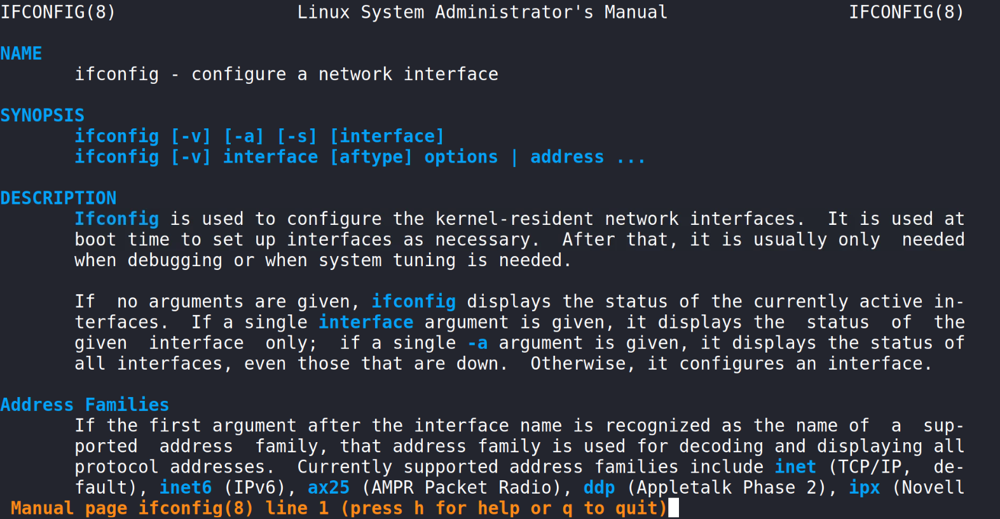 IFCONFIG(8)                 Linux System Administrator's Manual                 IFCONFIG(8)
NAME
       ifconfig - configure a network interface
SYNOPSIS
       ifconfig [-v] [-a] [-s] [interface]
       ifconfig [-v] interface [aftype] options | address ...
DESCRIPTION
       Ifconfig is used to configure the kernel-resident network interfaces.  It is used at
       boot time to set up interfaces as necessary.  After that, it is usually only  needed
       when debugging or when system tuning is needed.
       If  no arguments are given, ifconfig displays the status of the currently active in-
       terfaces.  If a single interface argument is given, it displays the  status  of  the
       given  interface  only;  if a single -a argument is given, it displays the status of
       all interfaces, even those that are down.  Otherwise, it configures an interface.
Address Families
       If the first argument after the interface name is recognized as the name of  a  sup-
       ported  address  family, that address family is used for decoding and displaying all
       protocol addresses.  Currently supported address families include inet (TCP/IP,  de-
       fault), inet6 (IPv6), ax25 (AMPR Packet Radio), ddp (Appletalk Phase 2), ipx (Novell
 Manual page ifconfig(8) line 1 (press h for help or q to quit)